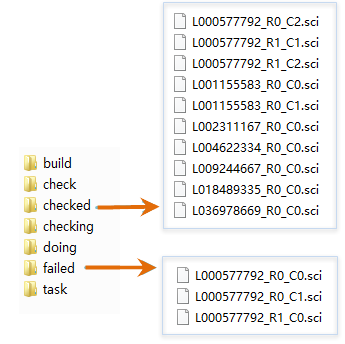 L000577792_R0_C2.sci
L000577792_R1_C1.sci
L000577792_R1_C2.sci
L001155583_R0_C0.sci
L001155583_R0_C1.sci
L002311167_R0_C0.sci
L004622334_R0_C0.sci
L009244667_R0_C0.sci
L018489335_R0_C0.sci
L036978669_R0_C0.sci
build
check
checked
checking
doing
failed
task
L000577792_R0_C0.sci
L000577792_R0_C1.sci
L000577792_R1_C0.sci